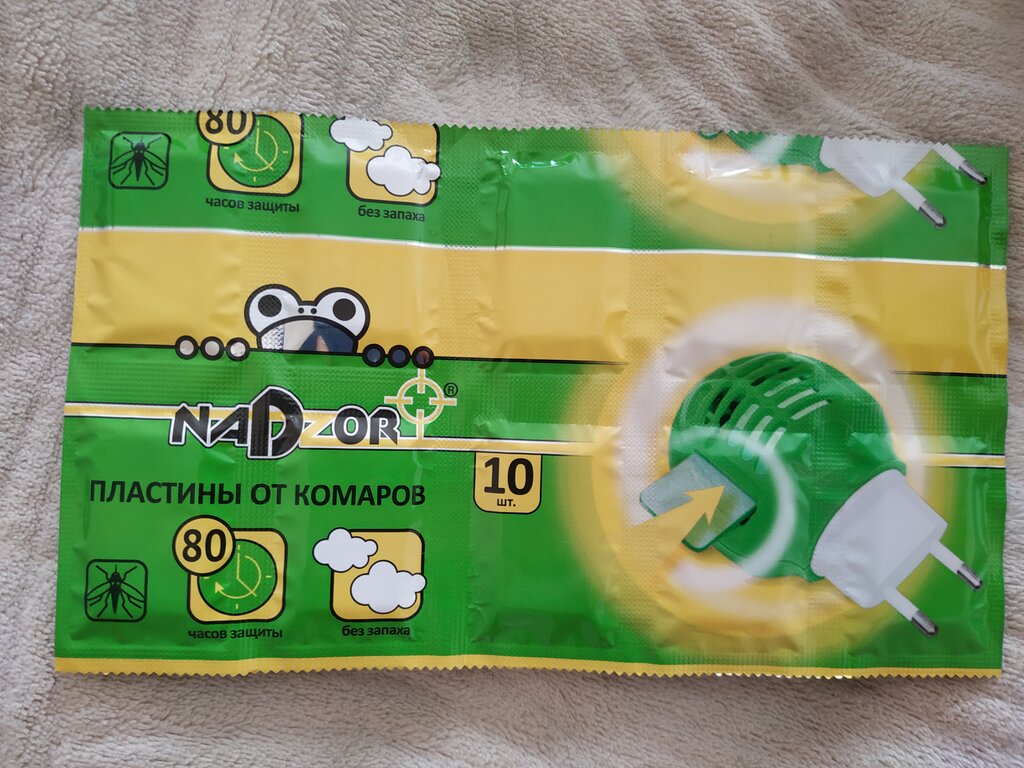 80
часов защиты
без запаха
NADZOR®
ПЛАСТИНЫ ОТ КОМАРОВ
10
шт.
80
часов защиты
без запаха